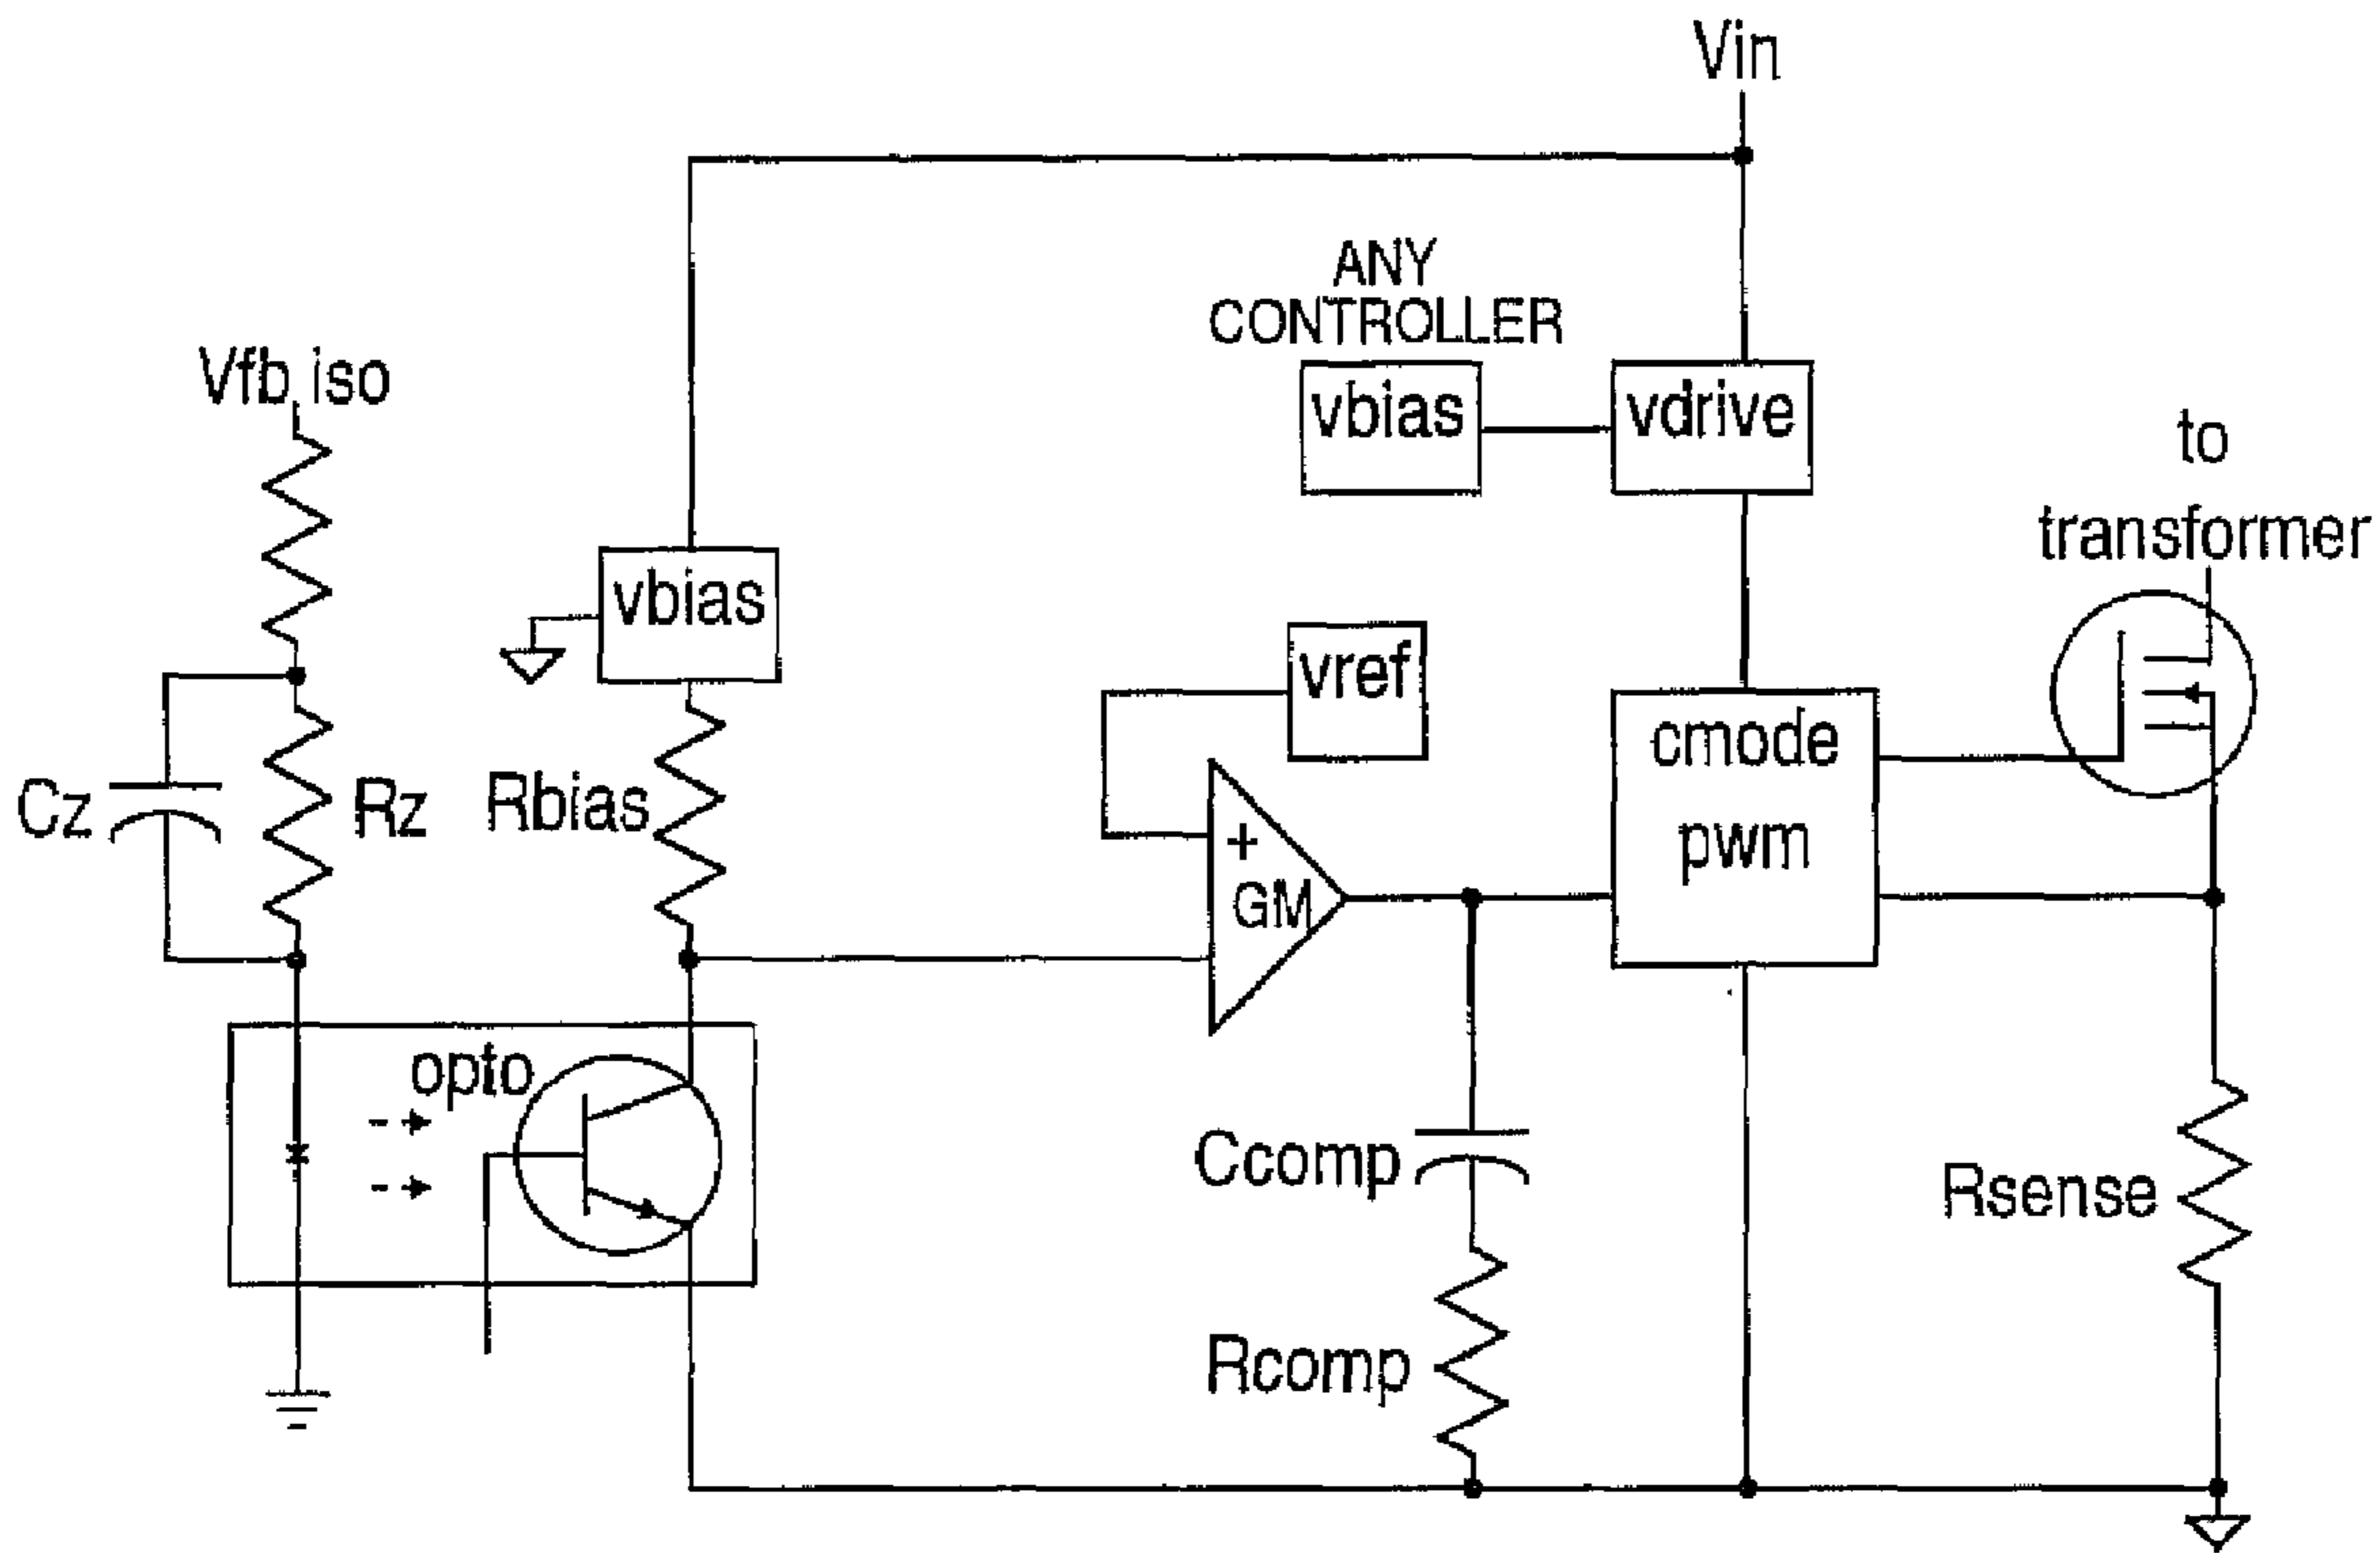 Vin
ANY
CONTROLLER
Vfb iso
vbias
vdrive
to
transformer
vbias
vref
cmode
pwm
Cz
Rz
Rbias
+
GM
opto
Ccomp
Rsense
Rcomp